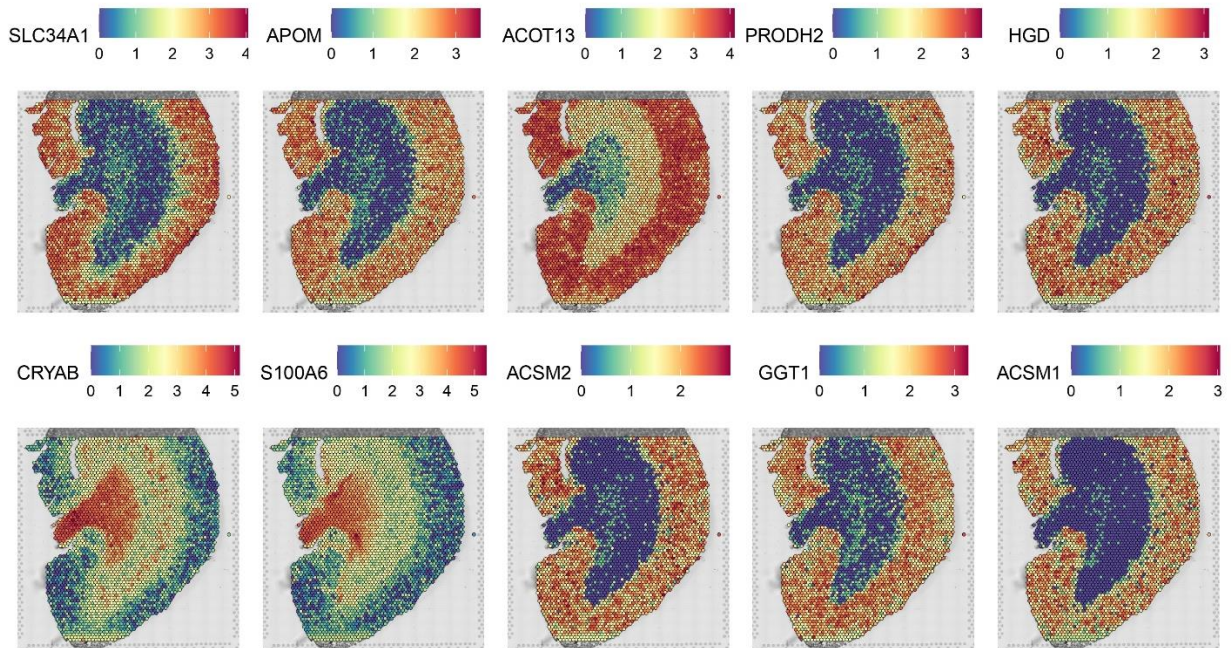 SLC34A1 0 1 2 3 4
APOM 0 1 2 3
ACOT13 0 1 2 3 4
PRODH2 0 1 2 3
HGD 0 1 2 3
CRYAB 0 1 2 3 4 5
S100A6 0 1 2 3 4 5
ACSM2 0 1 2
GGT1 0 1 2 3
ACSM1 0 1 2 3